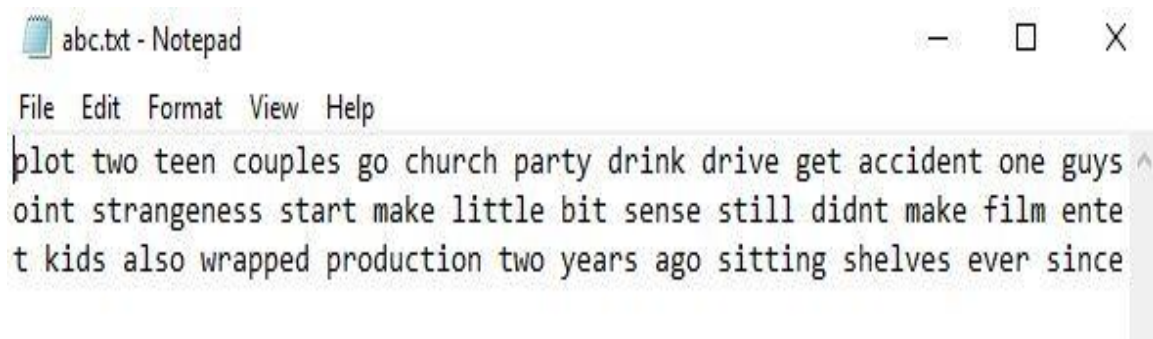 abc.txt - Notepad
File Edit Format View Help
plot two teen couples go church party drink drive get accident one guys
oint strangeness start make little bit sense still didnt make film ente
t kids also wrapped production two years ago sitting shelves ever since